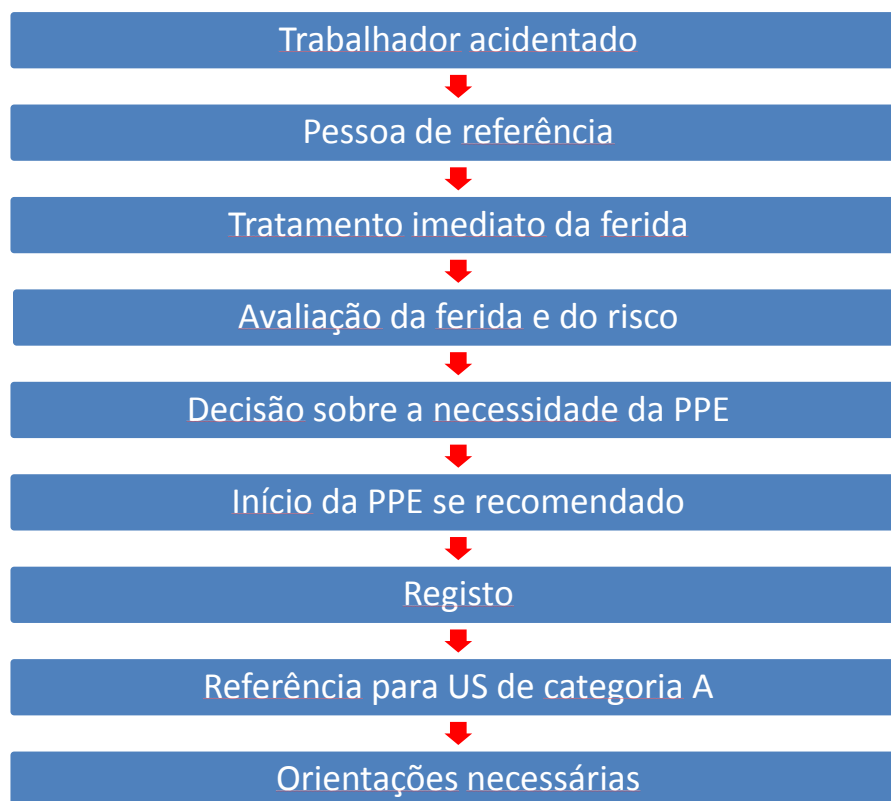 Trabalhador acidentado
Pessoa de referência
Tratamento imediato da ferida
Avaliação da ferida e do risco
Decisão sobre a necessidade da PPE
Início da PPE se recomendado
Registo
Referência para US de categoria A
Orientações necessárias